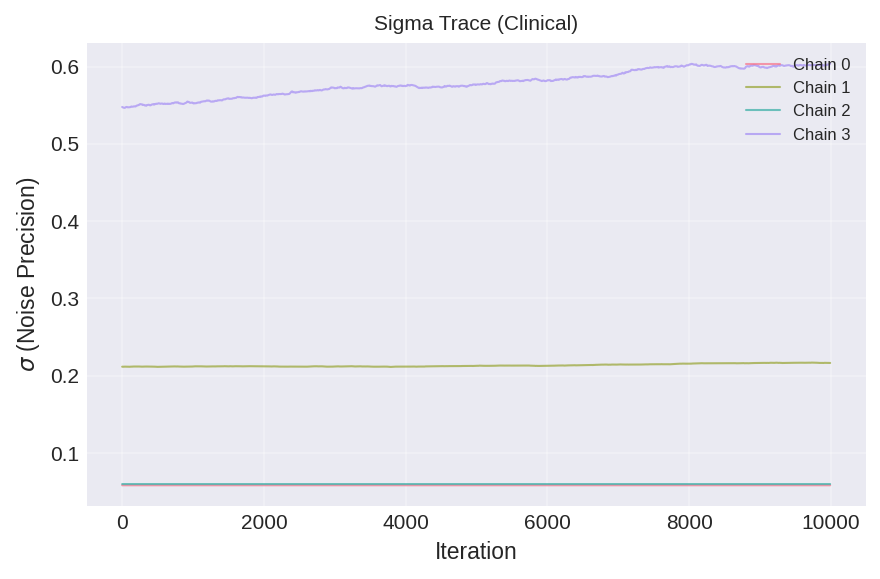 Sigma Trace (Clinical)
0.6
0.5
0.4
0.3
0.2
0.1
σ (Noise Precision)
Chain 0
Chain 1
Chain 2
Chain 3
0 2000 4000 6000 8000 10000
Iteration